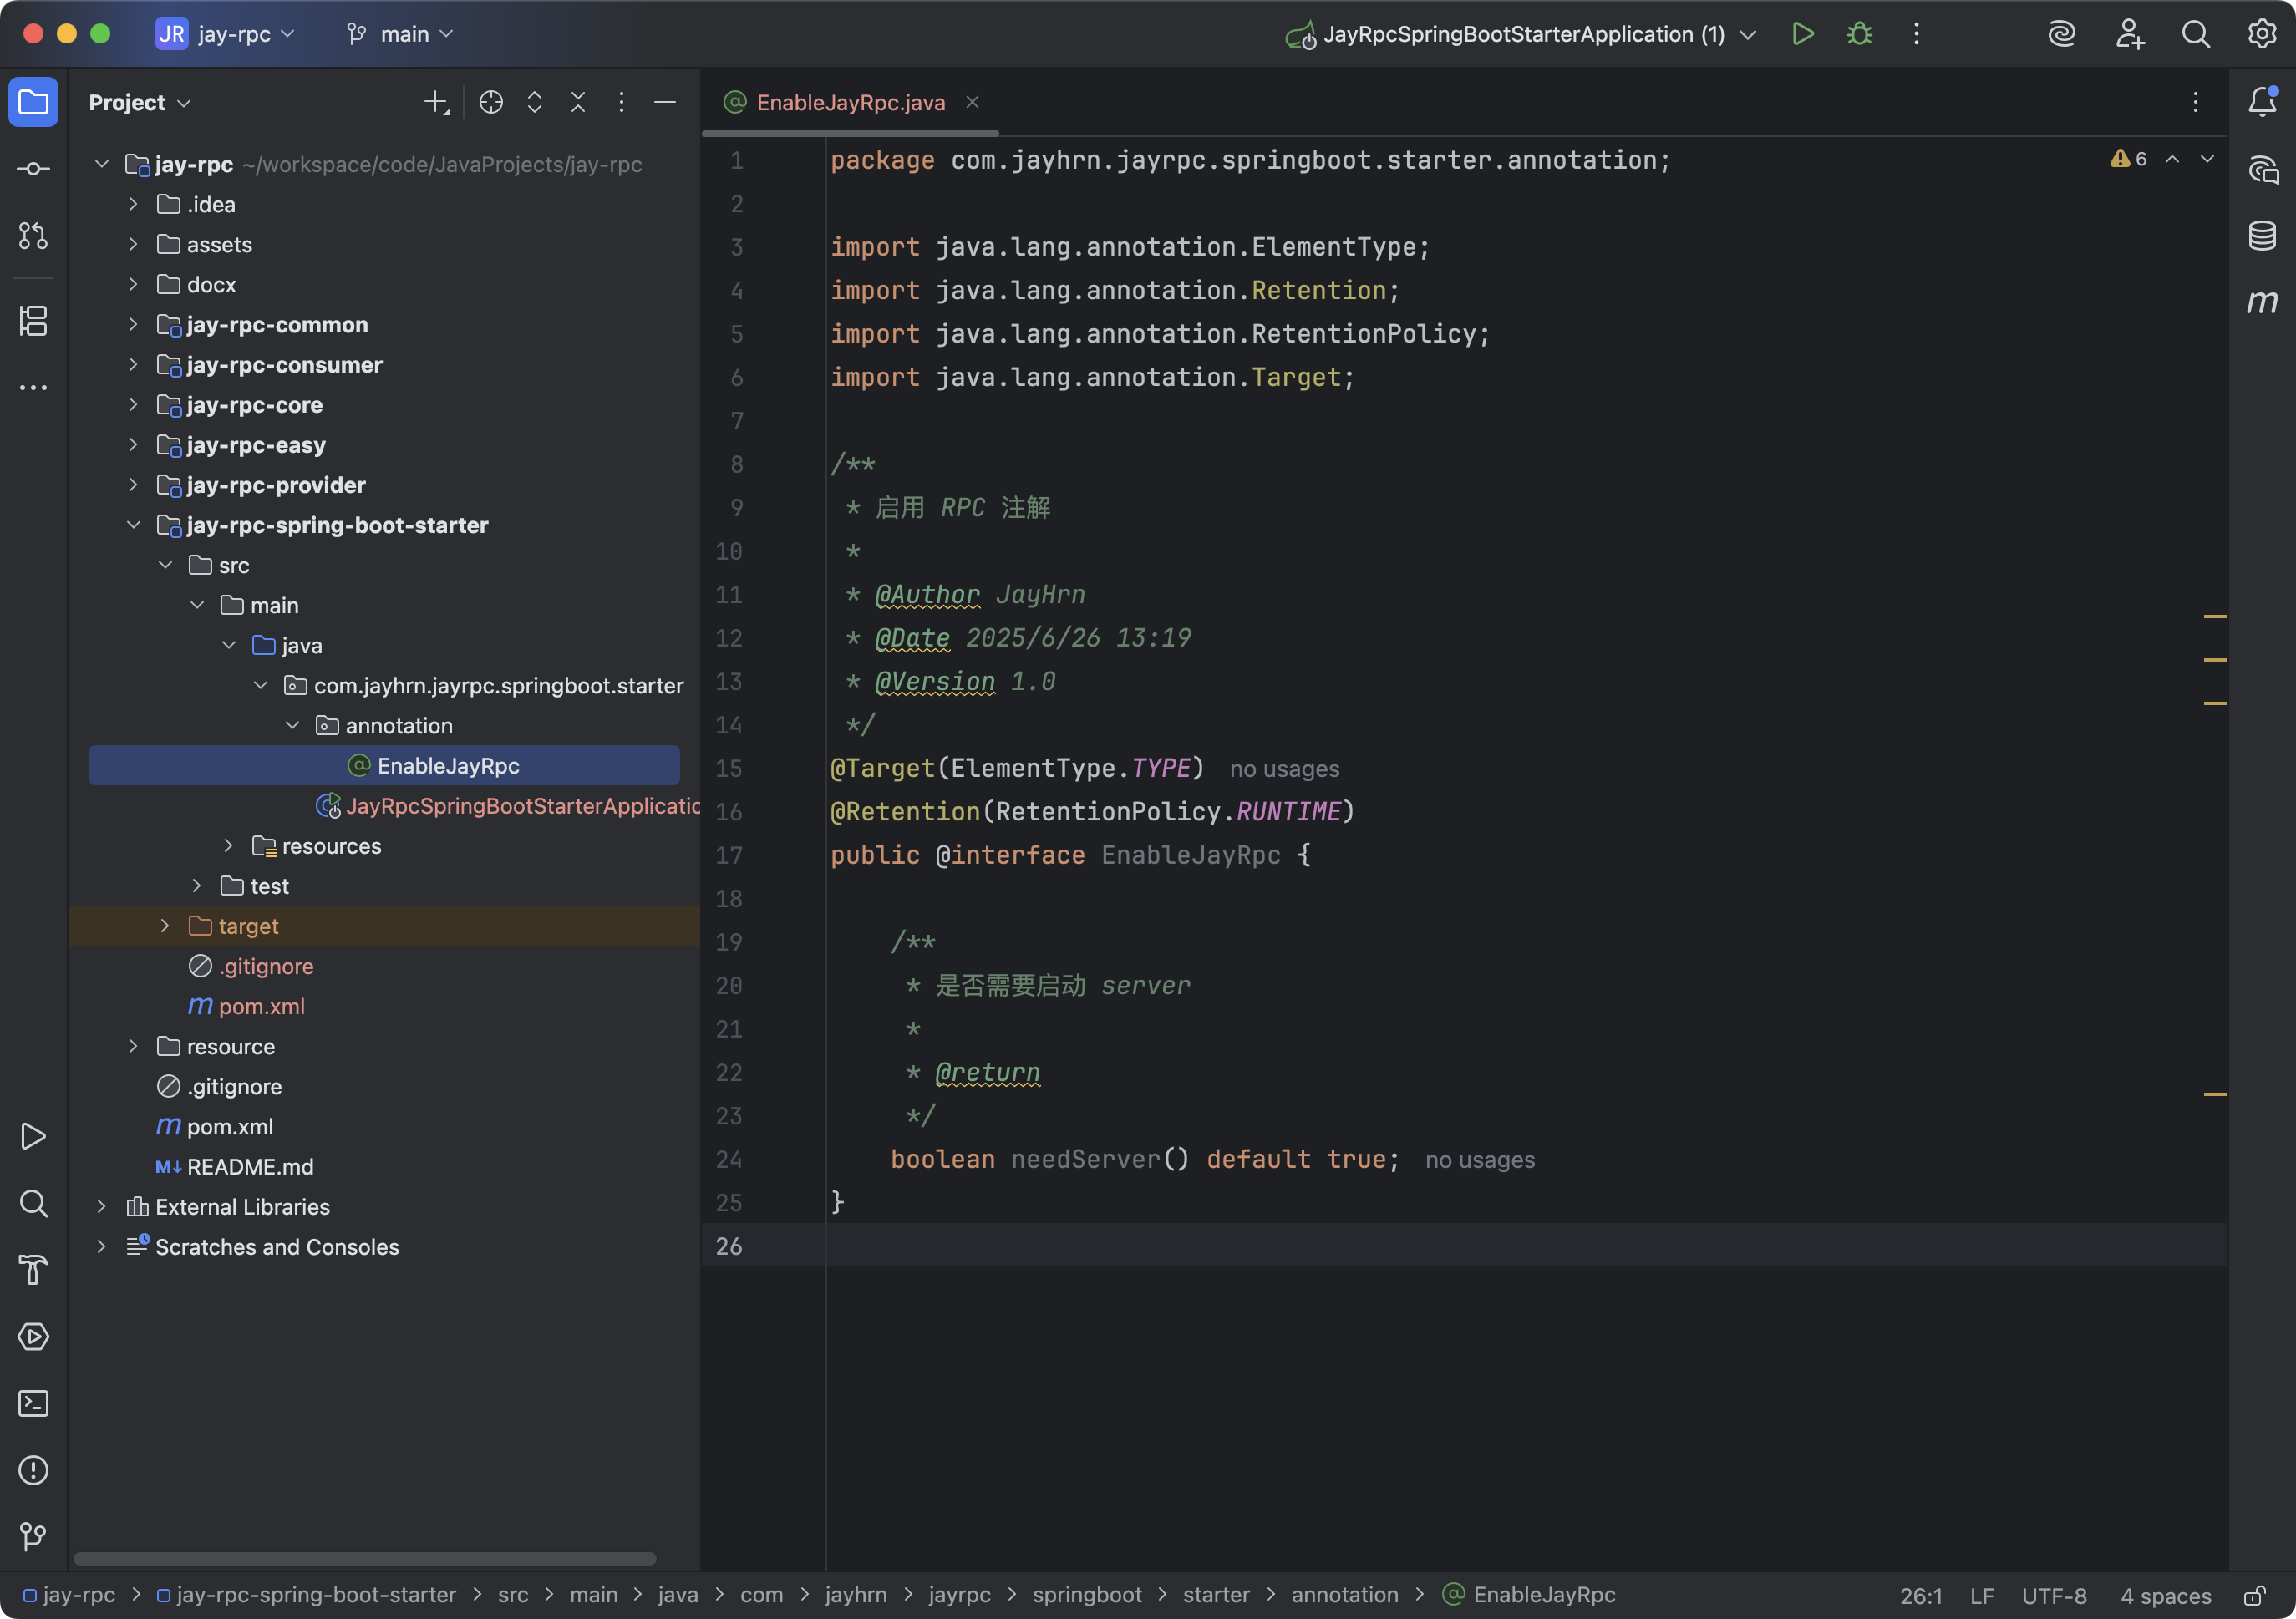 JR jay-rpc main JayRpcSpringBootStarterApplication (1)
Project
jay-rpc ~/workspace/code/JavaProjects/jay-rpc
.idea
assets
docx
jay-rpc-common
jay-rpc-consumer
jay-rpc-core
jay-rpc-easy
jay-rpc-provider
jay-rpc-spring-boot-starter
src
main
java
com.jayhrn.jayrpc.springboot.starter
annotation
@ EnableJayRpc
JayRpcSpringBootStarterApplicatio
resources
test
target
.gitignore
m pom.xml
resource
.gitignore
m pom.xml
M↓ README.md
External Libraries
Scratches and Consoles
@ EnableJayRpc.java
6
1 package com.jayhrn.jayrpc.springboot.starter.annotation;
2
3 import java.lang.annotation.ElementType;
4 import java.lang.annotation.Retention;
5 import java.lang.annotation.RetentionPolicy;
6 import java.lang.annotation.Target;
7
8 /**
9 * 启用 RPC 注解
10 *
11 * @Author JayHrn
12 * @Date 2025/6/26 13:19
13 * @Version 1.0
14 */
15 @Target(ElementType.TYPE) no usages
16 @Retention(RetentionPolicy.RUNTIME)
17 public @interface EnableJayRpc {
18
19 /**
20 * 是否需要启动 server
21 *
22 * @return
23 */
24 boolean needServer() default true; no usages
25 }
26
m
jay-rpc > jay-rpc-spring-boot-starter > src > main > java > com > jayhrn > jayrpc > springboot > starter > annotation > @ EnableJayRpc 26:1 LF UTF-8 4 spaces